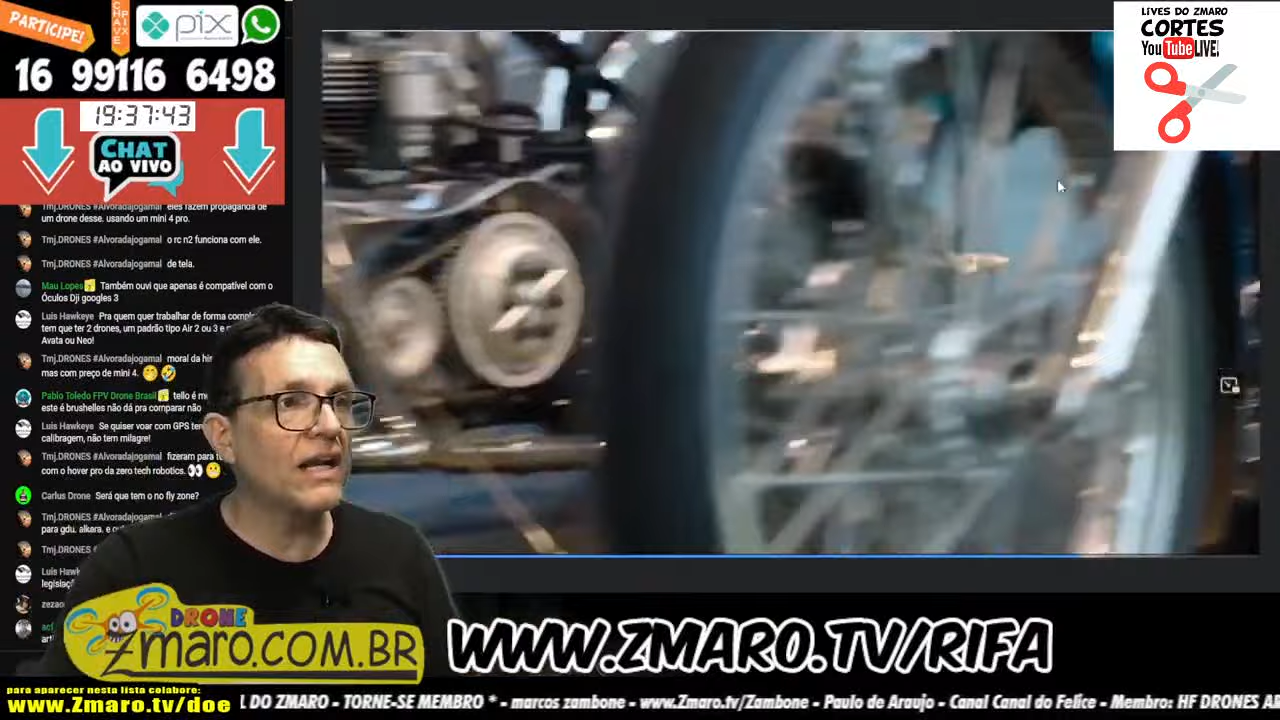 PARTICIPE!
CHAVE PIX
pix
16 99116 6498
19:37:43
CHAT
AO VIVO
LIVES DO ZMARO
CORTES
YouTube LIVE!
Tmj.DRONES #Alvoradajogamal eles fazem propaganda de
um drone desse. usando um mini 4 pro.
Tmj.DRONES #Alvoradajogamal o rc n2 funciona com ele.
Tmj.DRONES #Alvoradajogamal de tela.
Mau Lopes Também ouvi que apenas é compatível com o
Óculos Dji googles 3
Luis Hawkeye Pra quem quer trabalhar de forma
tem que ter 2 drones, um padrão tipo Air 2 ou 3 e
Avata ou Neo!
Tmj.DRONES #Alvoradajogamal moral da
mas com preço de mini 4.
Pablo Toledo FPV Drone Brasil tello é
este é brushelles não dá pra comparar não
Luis Hawkeye Se quiser voar com GPS
calibragem, não tem milagre!
Tmj.DRONES #Alvoradajogamal fizeram para
com o hover pro da zero tech robotics.
Carlus Drone Será que tem o no fly zone?
Tmj.DRONES #Alvoradajogamal
para gdu. alkera. e
Tmj.DRONES
Luis
DRONE
Zmaro.COM.BR
WWW.ZMARO.TV/RIFA
para aparecer nesta lista colabore:
www.Zmaro.tv/doe
L DO ZMARO - TORNE-SE MEMBRO * - marcos zambone - www.Zmaro.tv/Zambone - Paulo de Araujo - Canal Canal do Felice - Membro: HF DRONES